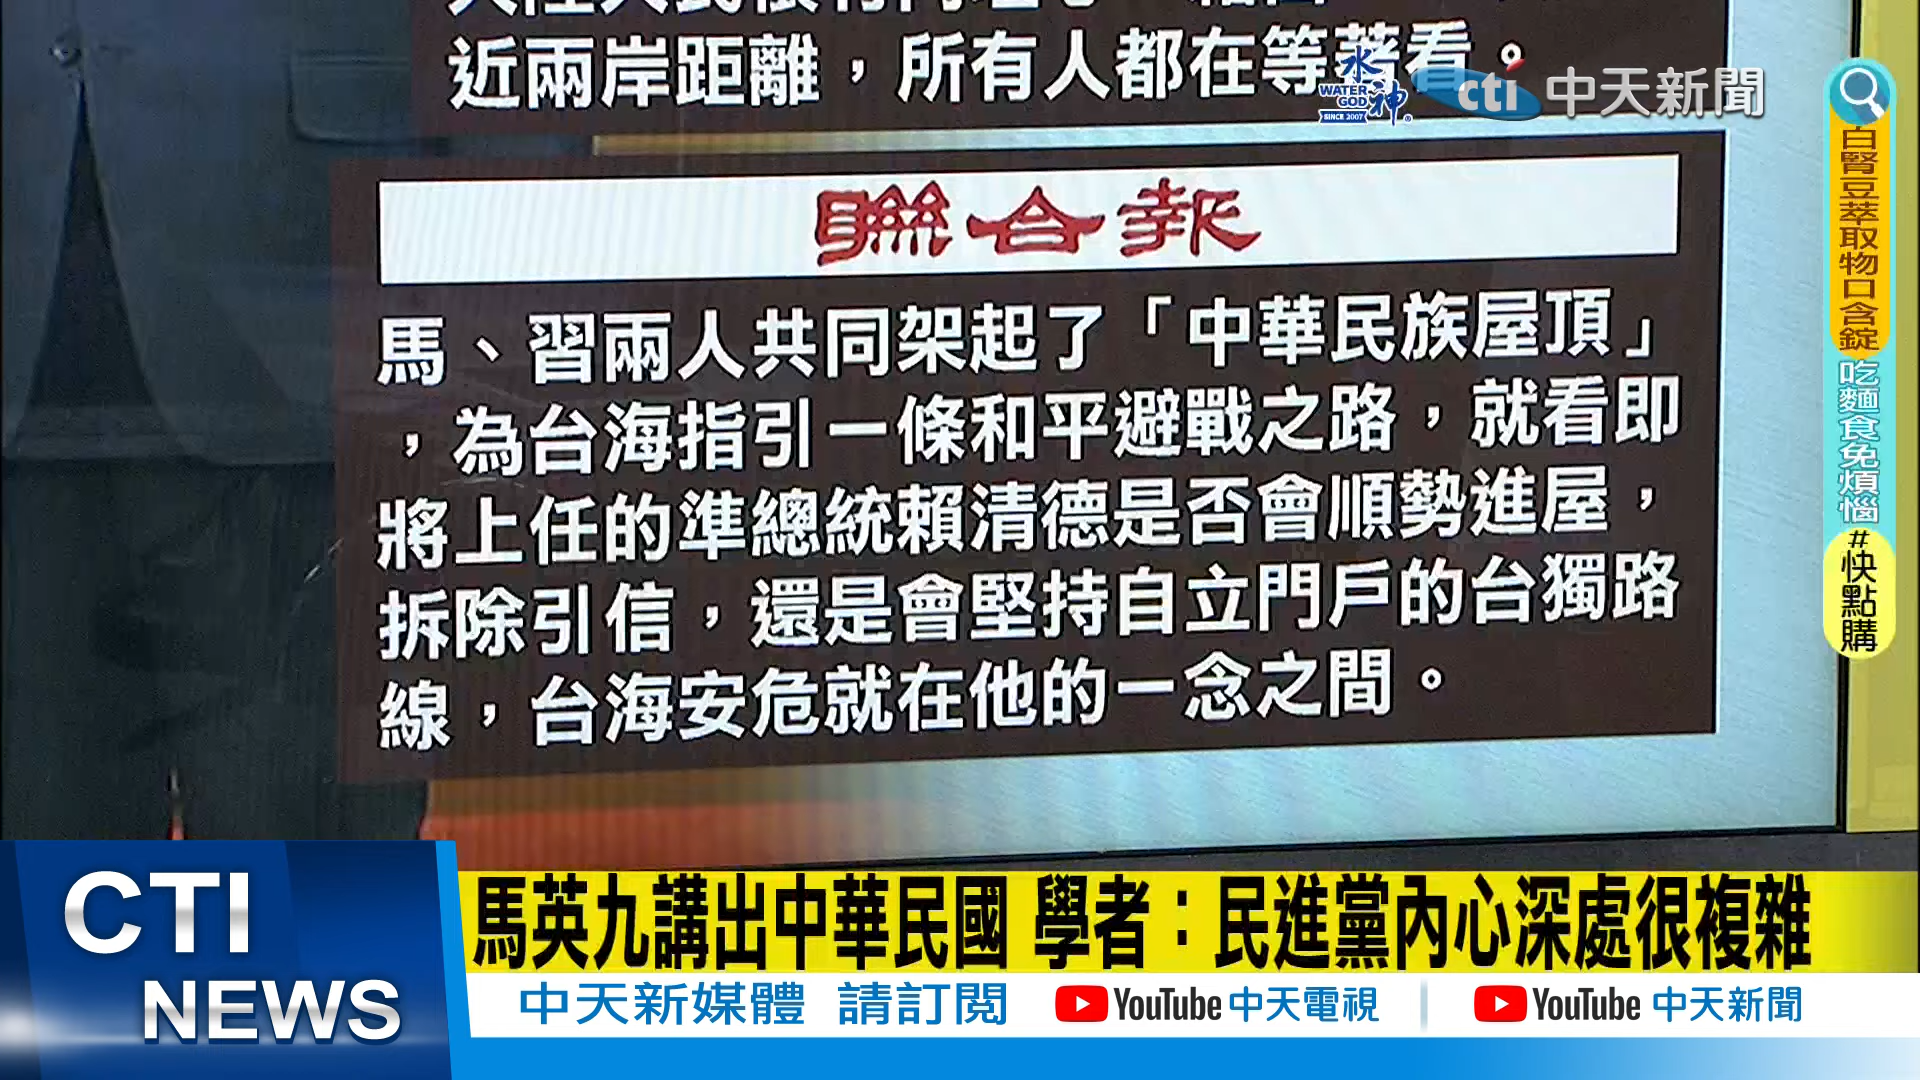 近兩岸距離，所有人都在等著看。
水神
WATER GOD
SINCE 2007
cti 中天新聞
聯合報
馬、習兩人共同架起了「中華民族屋頂」
，為台海指引一條和平避戰之路，就看即
將上任的準總統賴清德是否會順勢進屋，
拆除引信，還是會堅持自立門戶的台獨路
線，台海安危就在他的一念之間。
白腎豆萃取物口含錠
吃麵食免煩惱
#快點購
CTI NEWS
馬英九講出中華民國 學者：民進黨內心深處很複雜
中天新媒體 請訂閱 YouTube 中天電視 | YouTube 中天新聞